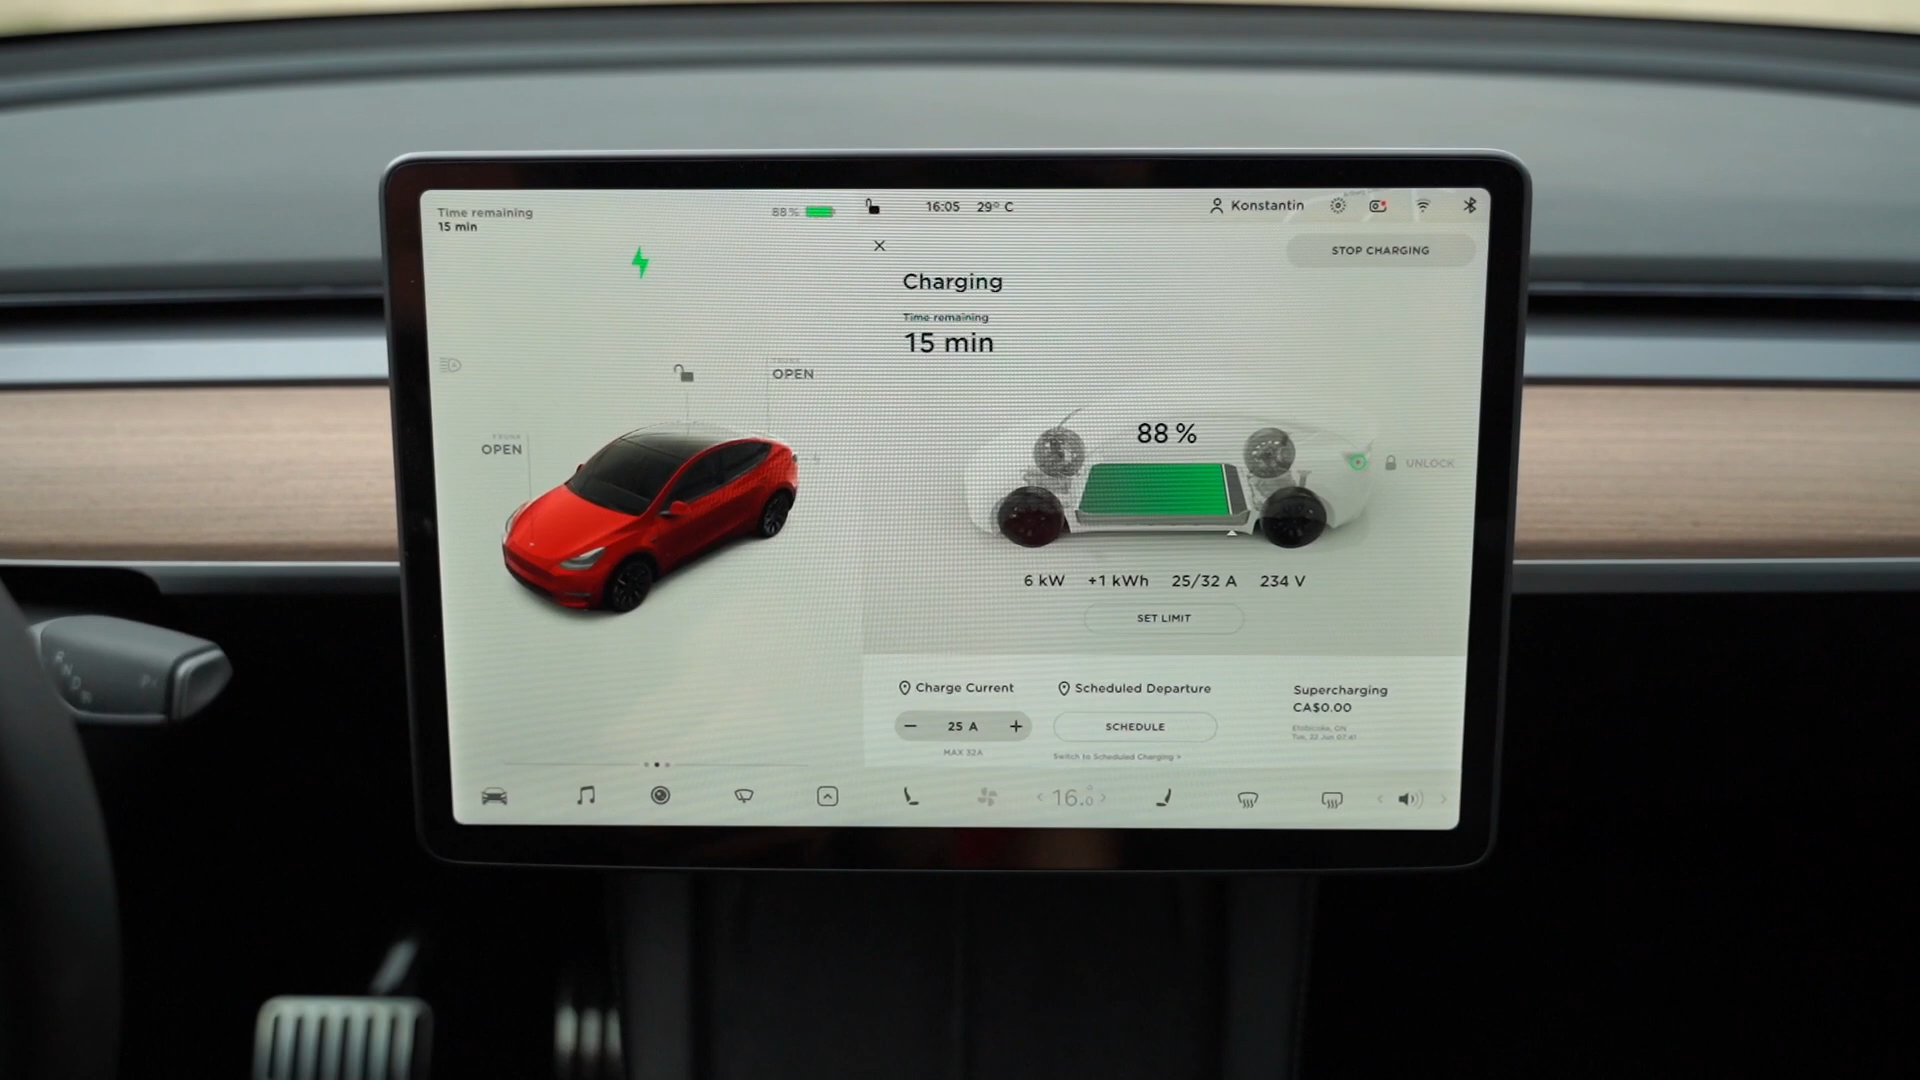 Time remaining
15 min
88 %
16:05 29° C
Konstantin
STOP CHARGING
Charging
Time remaining
15 min
TRUNK
OPEN
FRUNK
OPEN
88 %
UNLOCK
6 kW +1 kWh 25/32 A 234 V
SET LIMIT
Charge Current
25 A
MAX 32A
Scheduled Departure
SCHEDULE
Switch to Scheduled Charging >
Supercharging
CA$0.00
Etobicoke, ON
Tue, 22 Jun 07:41
16.0
R N D
P